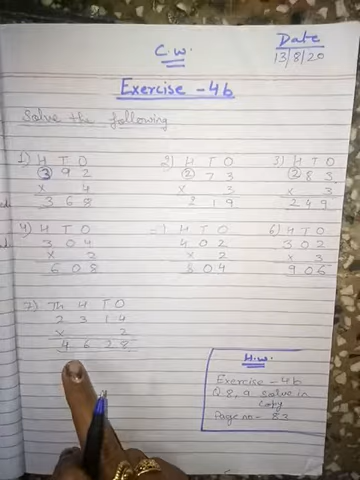 C.W.
Date
13/8/20
Exercise - 4b
Solve the following
1) H T O 2) H T O 3) H T O
③ 9 2 ② 7 3 ② 8 3
x 4 x 3 x 3
3 6 8 2 1 9 2 4 9
4) H T O H T O 6) H T O
3 0 4 4 0 2 3 0 2
x 2 x 2 x 3
6 0 8 8 0 4 9 0 6
7) Th H T O
2 3 1 4
x 2
4 6 2 8
H.W.
Exercise - 4b
Q 8, 9 solve in
copy
Page no - 83